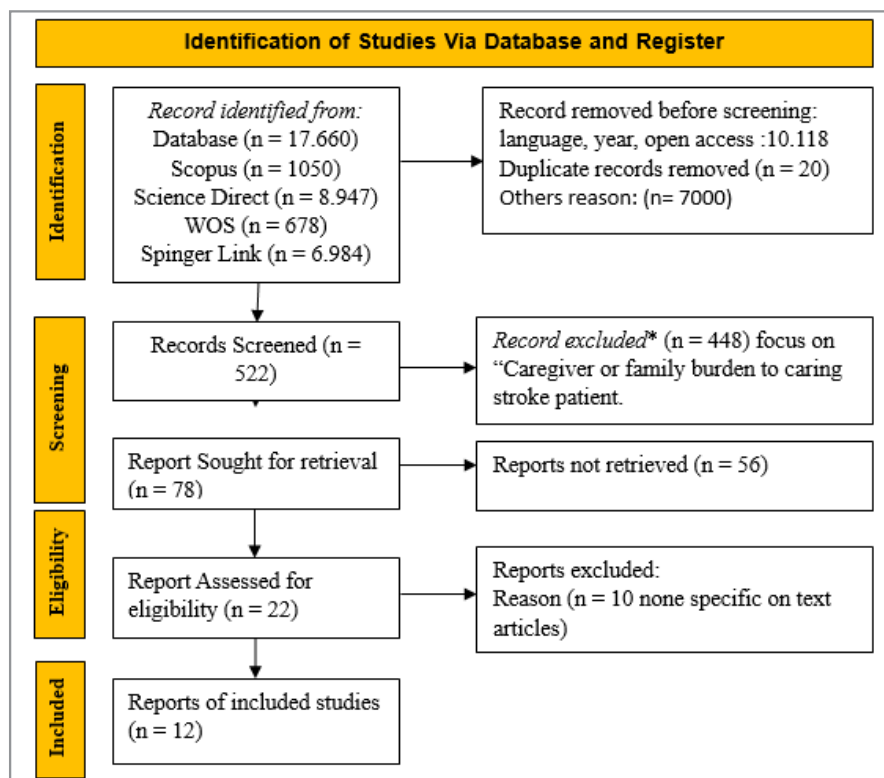 Identification of Studies Via Database and Register
Identification
Record identified from:
Database (n = 17.660)
Scopus (n = 1050)
Science Direct (n = 8.947)
WOS (n = 678)
Spinger Link (n = 6.984)
Record removed before screening:
language, year, open access :10.118
Duplicate records removed (n = 20)
Others reason: (n= 7000)
Screening
Records Screened (n =
522)
Record excluded* (n = 448) focus on
“Caregiver or family burden to caring
stroke patient.
Report Sought for retrieval
(n = 78)
Reports not retrieved (n = 56)
Eligibility
Report Assessed for
eligibility (n = 22)
Reports excluded:
Reason (n = 10 none specific on text
articles)
Included
Reports of included studies
(n = 12)